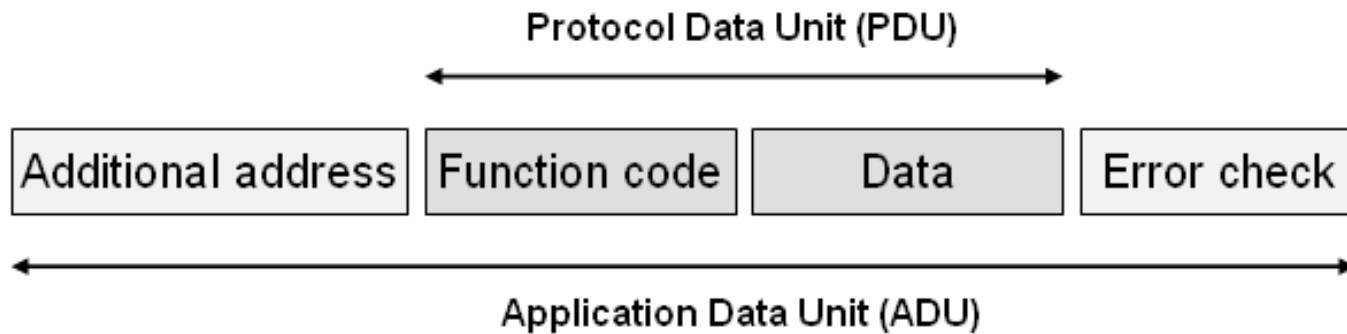 Protocol Data Unit (PDU)
Additional address Function code Data Error check
Application Data Unit (ADU)